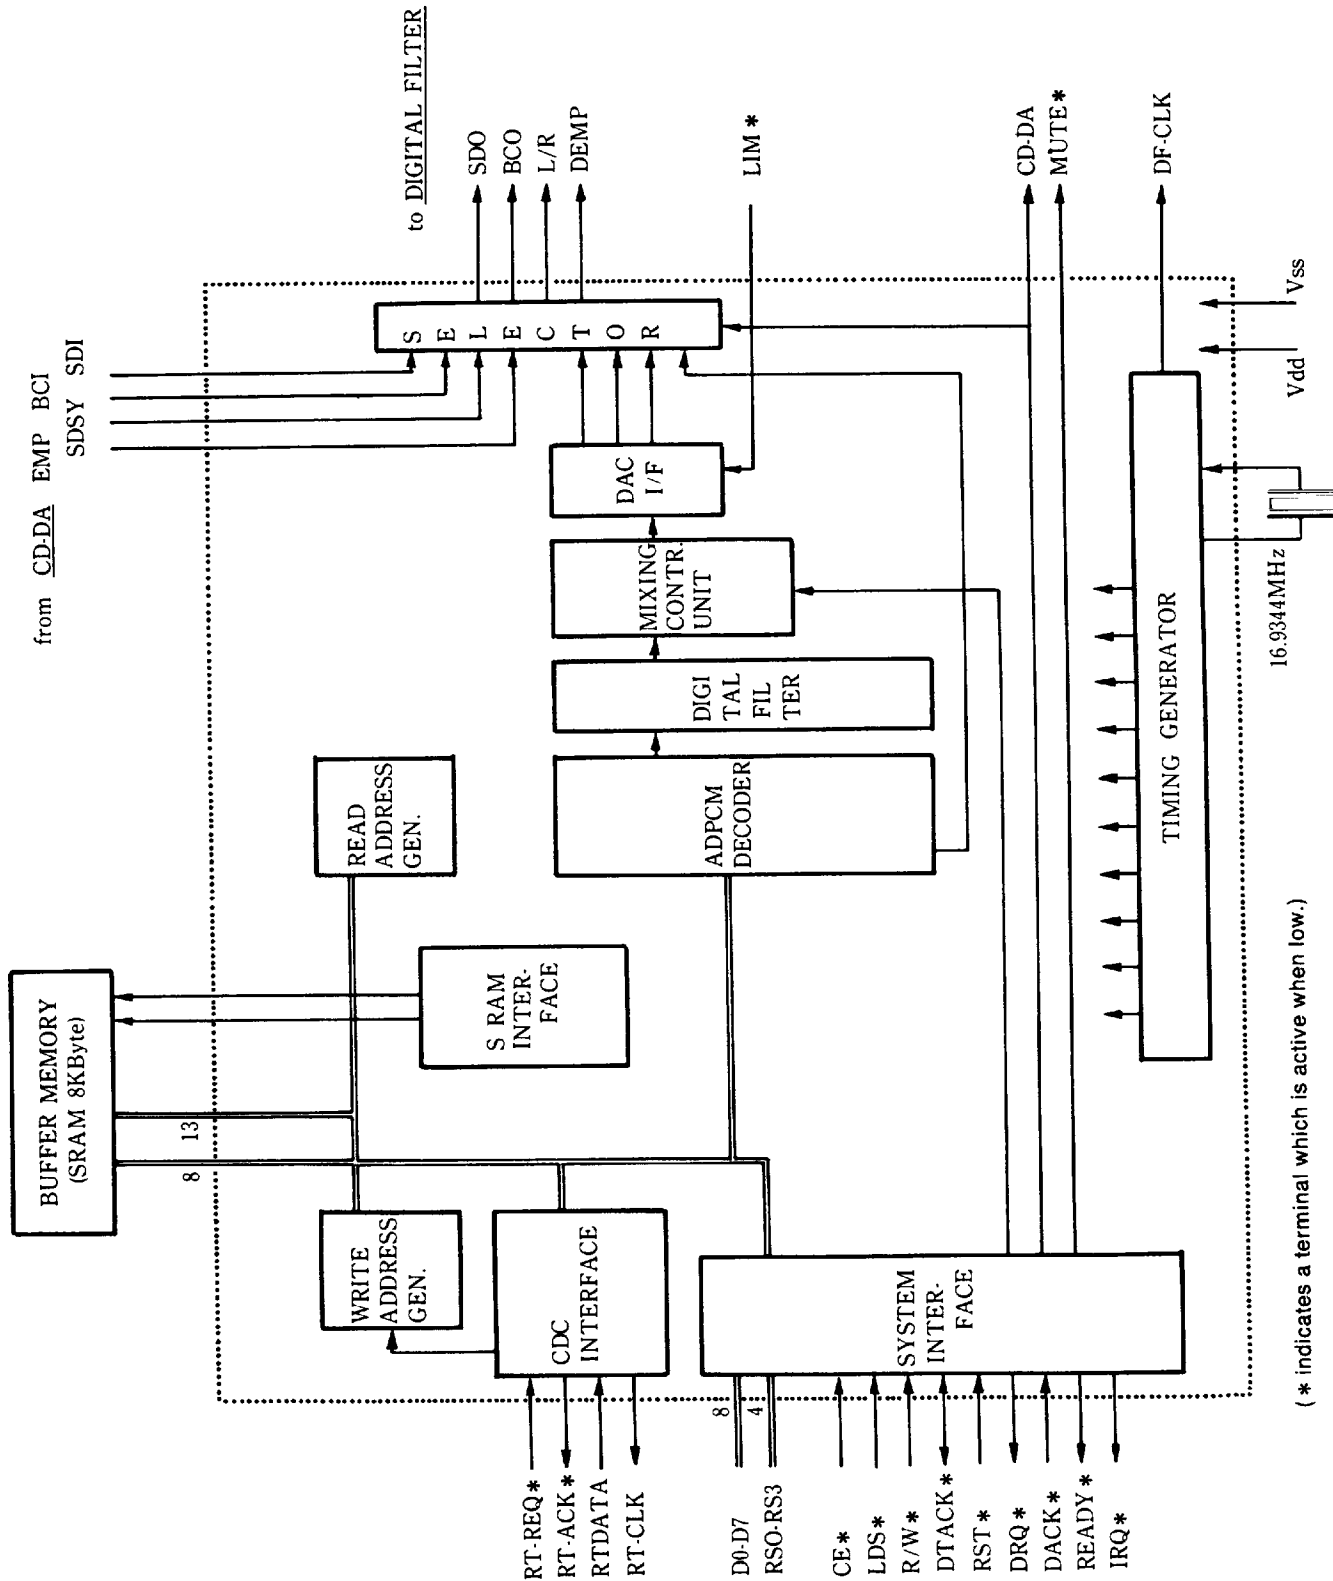 BUFFER MEMORY
(SRAM 8KByte)
8
13
from CD-DA
EMP
BCI
SDSY
SDI
to DIGITAL FILTER
WRITE
ADDRESS
GEN.
READ
ADDRESS
GEN.
S RAM
INTER-
FACE
CDC
INTERFACE
RT-REQ*
RT-ACK*
RTDATA
RT-CLK
ADPCM
DECODER
DIGI
TAL
FIL
TER
MIXING
CONTR.
UNIT
DAC
I/F
S
E
L
E
C
T
O
R
SDO
BCO
L/R
DEMP
LIM*
8
4
D0-D7
RSO-RS3
CE*
LDS*
R/W*
DTACK*
RST*
DRQ*
DACK*
READY*
IRQ*
SYSTEM
INTER-
FACE
CD-DA
MUTE*
DF-CLK
TIMING GENERATOR
16.9344MHz
Vdd
Vss
(* indicates a terminal which is active when low.)